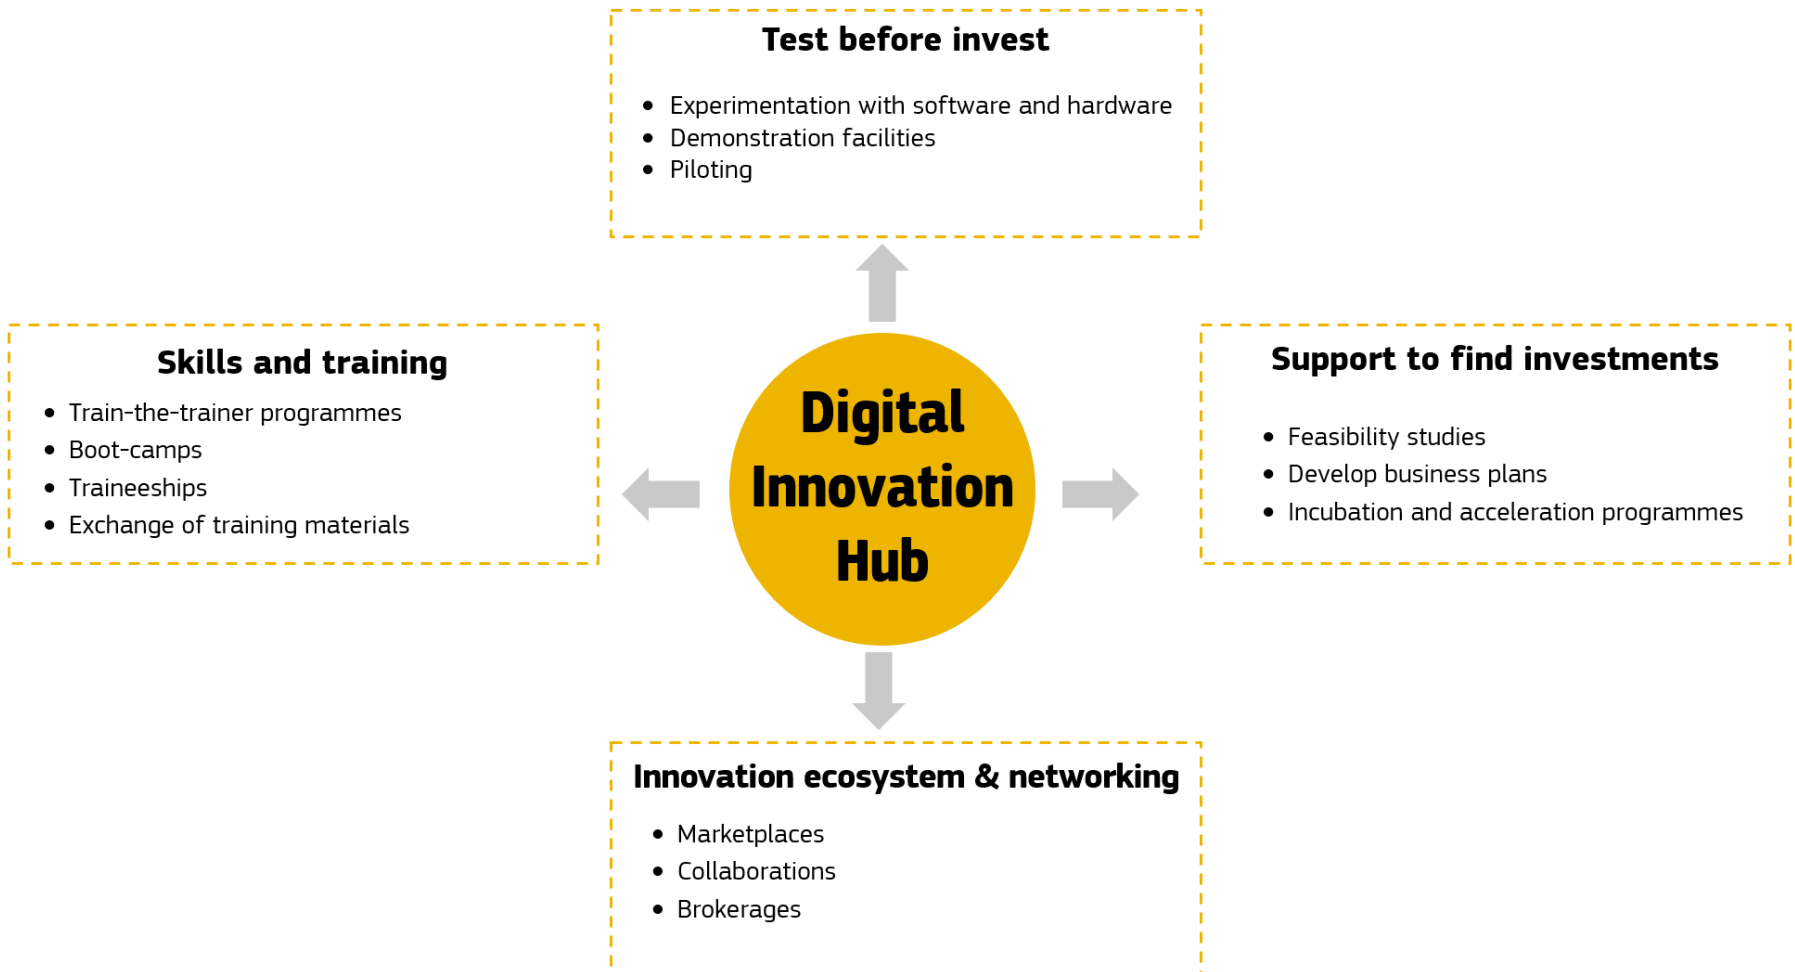 Test before invest
• Experimentation with software and hardware
• Demonstration facilities
• Piloting
Skills and training
• Train-the-trainer programmes
• Boot-camps
• Traineeships
• Exchange of training materials
Digital
Innovation
Hub
Support to find investments
• Feasibility studies
• Develop business plans
• Incubation and acceleration programmes
Innovation ecosystem & networking
• Marketplaces
• Collaborations
• Brokerages